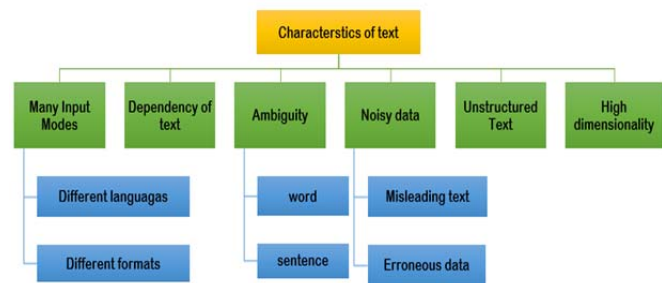 Characterstics of text
Many Input
Modes
Dependency of
text
Ambiguity
Noisy data
Unstructured
Text
High
dimensionality
Different languagas
Different formats
word
sentence
Misleading text
Erroneous data